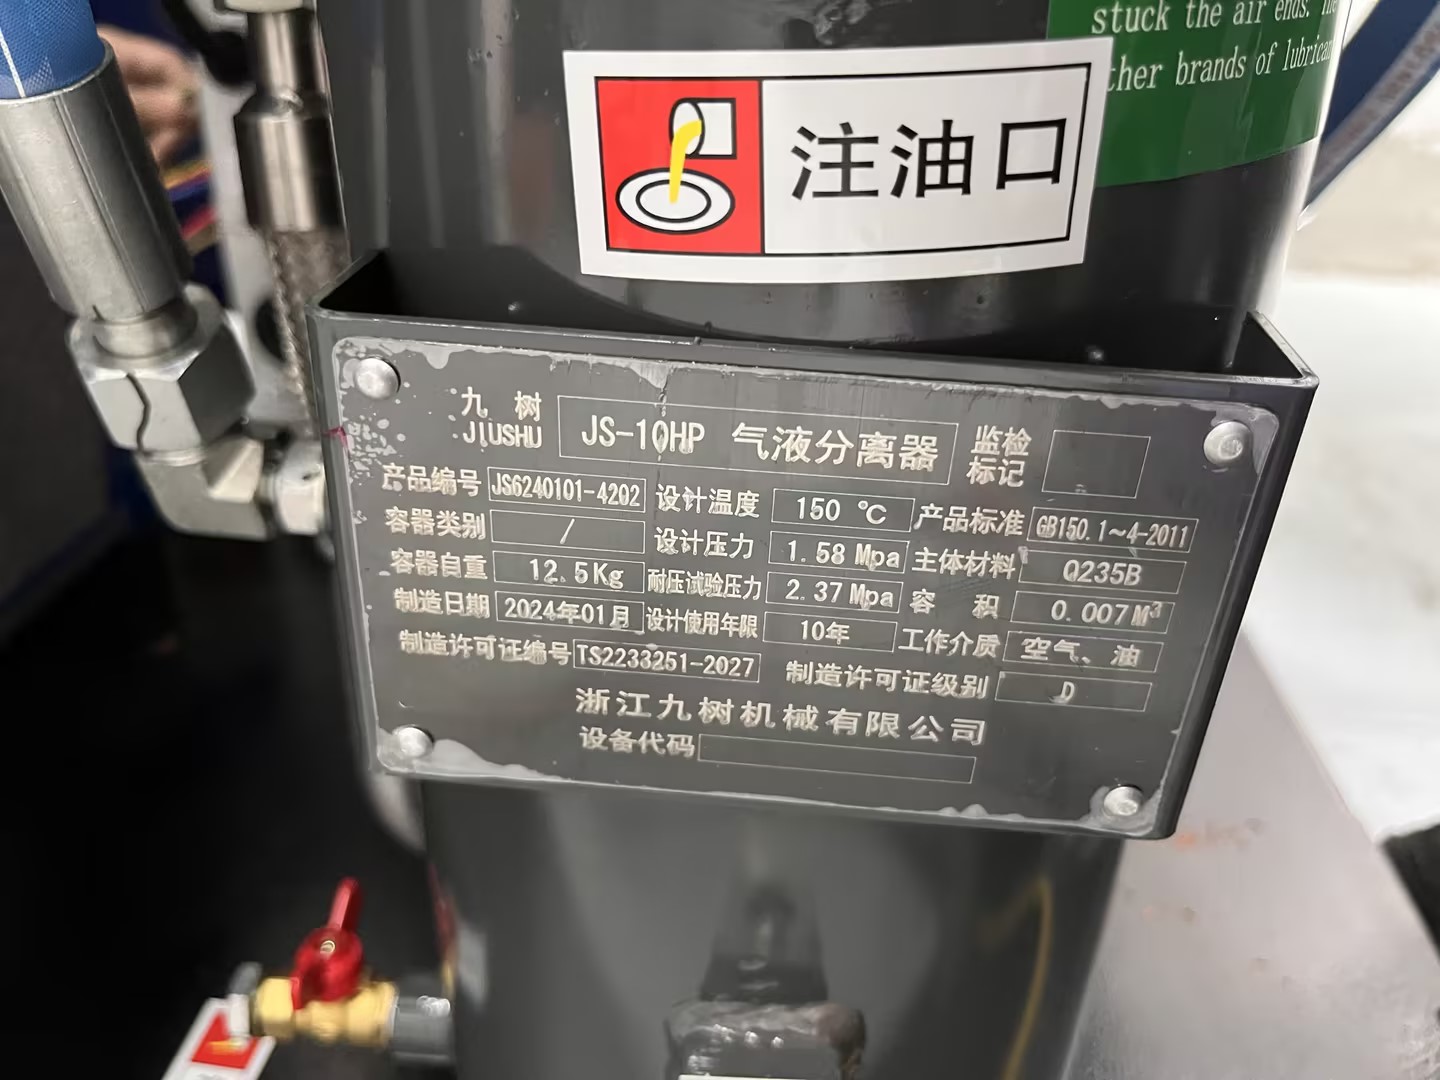 stuck the air ends. The
ther brands of lubrican
注油口
九树
JIUSHU
JS-10HP 气液分离器
监检
标记
产品编号 JS6240101-4202 设计温度 150 ℃ 产品标准 GB150.1~4-2011
容器类别 / 设计压力 1.58 Mpa 主体材料 Q235B
容器自重 12.5Kg 耐压试验压力 2.37 Mpa 容积 0.007M³
制造日期 2024年01月 设计使用年限 10年 工作介质 空气、油
制造许可证编号 TS2233251-2027 制造许可证级别 D
浙江九树机械有限公司
设备代码